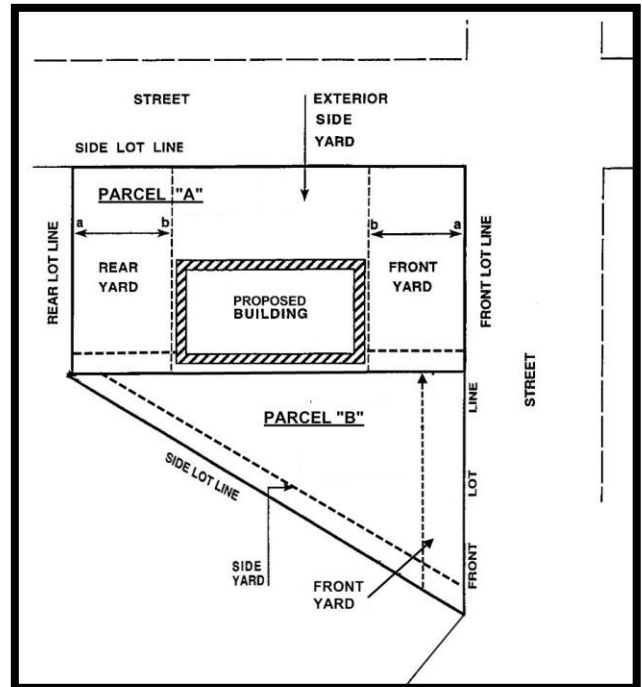 STREET
EXTERIOR
SIDE
YARD
SIDE LOT LINE
PARCEL "A"
a
b
b
a
REAR LOT LINE
REAR
YARD
PROPOSED
BUILDING
FRONT
YARD
FRONT LOT LINE
STREET
PARCEL "B"
FRONT LOT LINE
SIDE LOT LINE
SIDE
YARD
FRONT
YARD